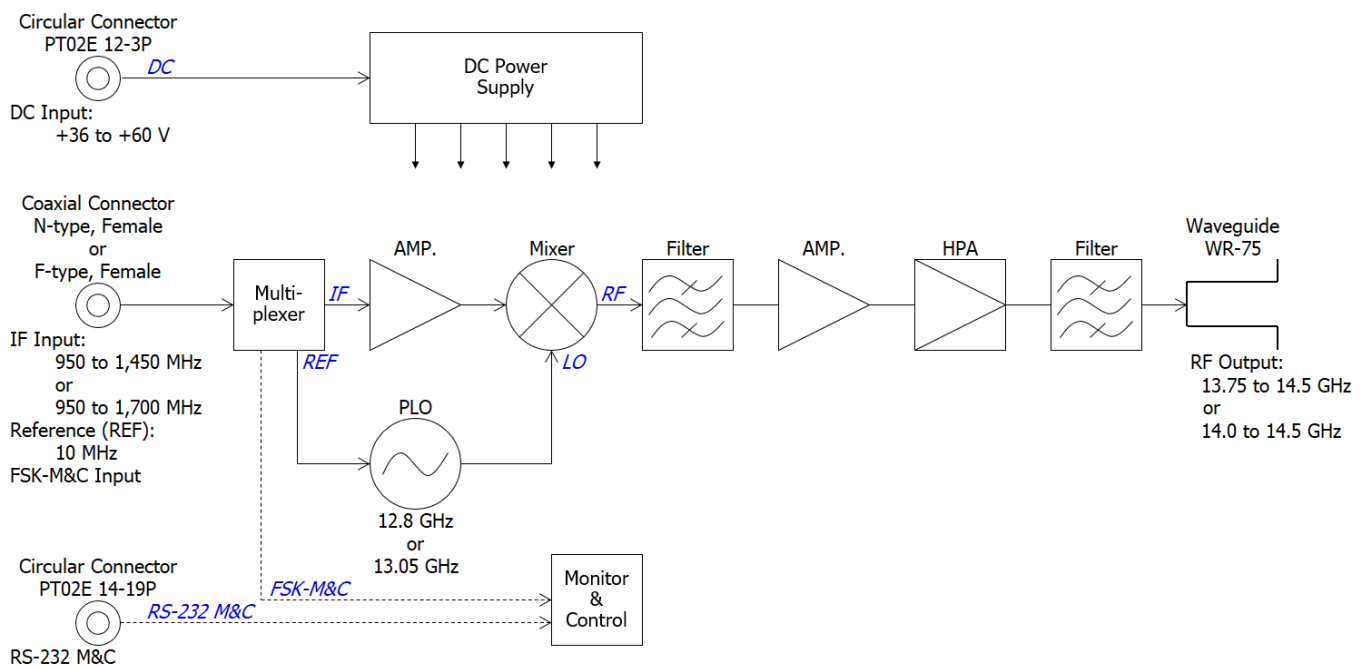 Circular Connector
PT02E 12-3P
DC
DC Input:
+36 to +60 V
DC Power
Supply
Coaxial Connector
N-type, Female
or
F-type, Female
IF Input:
950 to 1,450 MHz
or
950 to 1,700 MHz
Reference (REF):
10 MHz
FSK-M&C Input
Multi-
plexer
IF
REF
AMP.
Mixer
RF
LO
PLO
12.8 GHz
or
13.05 GHz
Filter
AMP.
HPA
Filter
Waveguide
WR-75
RF Output:
13.75 to 14.5 GHz
or
14.0 to 14.5 GHz
Circular Connector
PT02E 14-19P
RS-232 M&C
FSK-M&C
RS-232 M&C
Monitor
&
Control